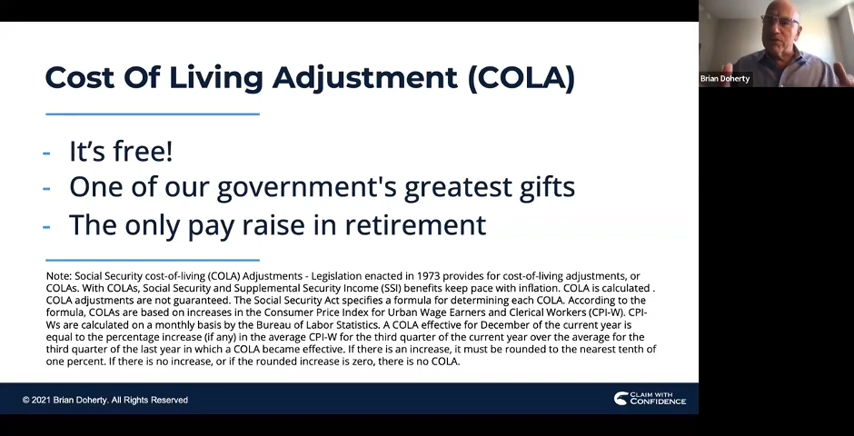 Cost Of Living Adjustment (COLA)
- It's free!
- One of our government's greatest gifts
- The only pay raise in retirement
Note: Social Security cost-of-living (COLA) Adjustments - Legislation enacted in 1973 provides for cost-of-living adjustments, or
COLAs. With COLAs, Social Security and Supplemental Security Income (SSI) benefits keep pace with inflation. COLA is calculated .
COLA adjustments are not guaranteed. The Social Security Act specifies a formula for determining each COLA. According to the
formula, COLAs are based on increases in the Consumer Price Index for Urban Wage Earners and Clerical Workers (CPI-W). CPI-
Ws are calculated on a monthly basis by the Bureau of Labor Statistics. A COLA effective for December of the current year is
equal to the percentage increase (if any) in the average CPI-W for the third quarter of the current year over the average for the
third quarter of the last year in which a COLA became effective. If there is an increase, it must be rounded to the nearest tenth of
one percent. If there is no increase, or if the rounded increase is zero, there is no COLA.
© 2021 Brian Doherty. All Rights Reserved
CLAIM WITH
CONFIDENCE
Brian Doherty